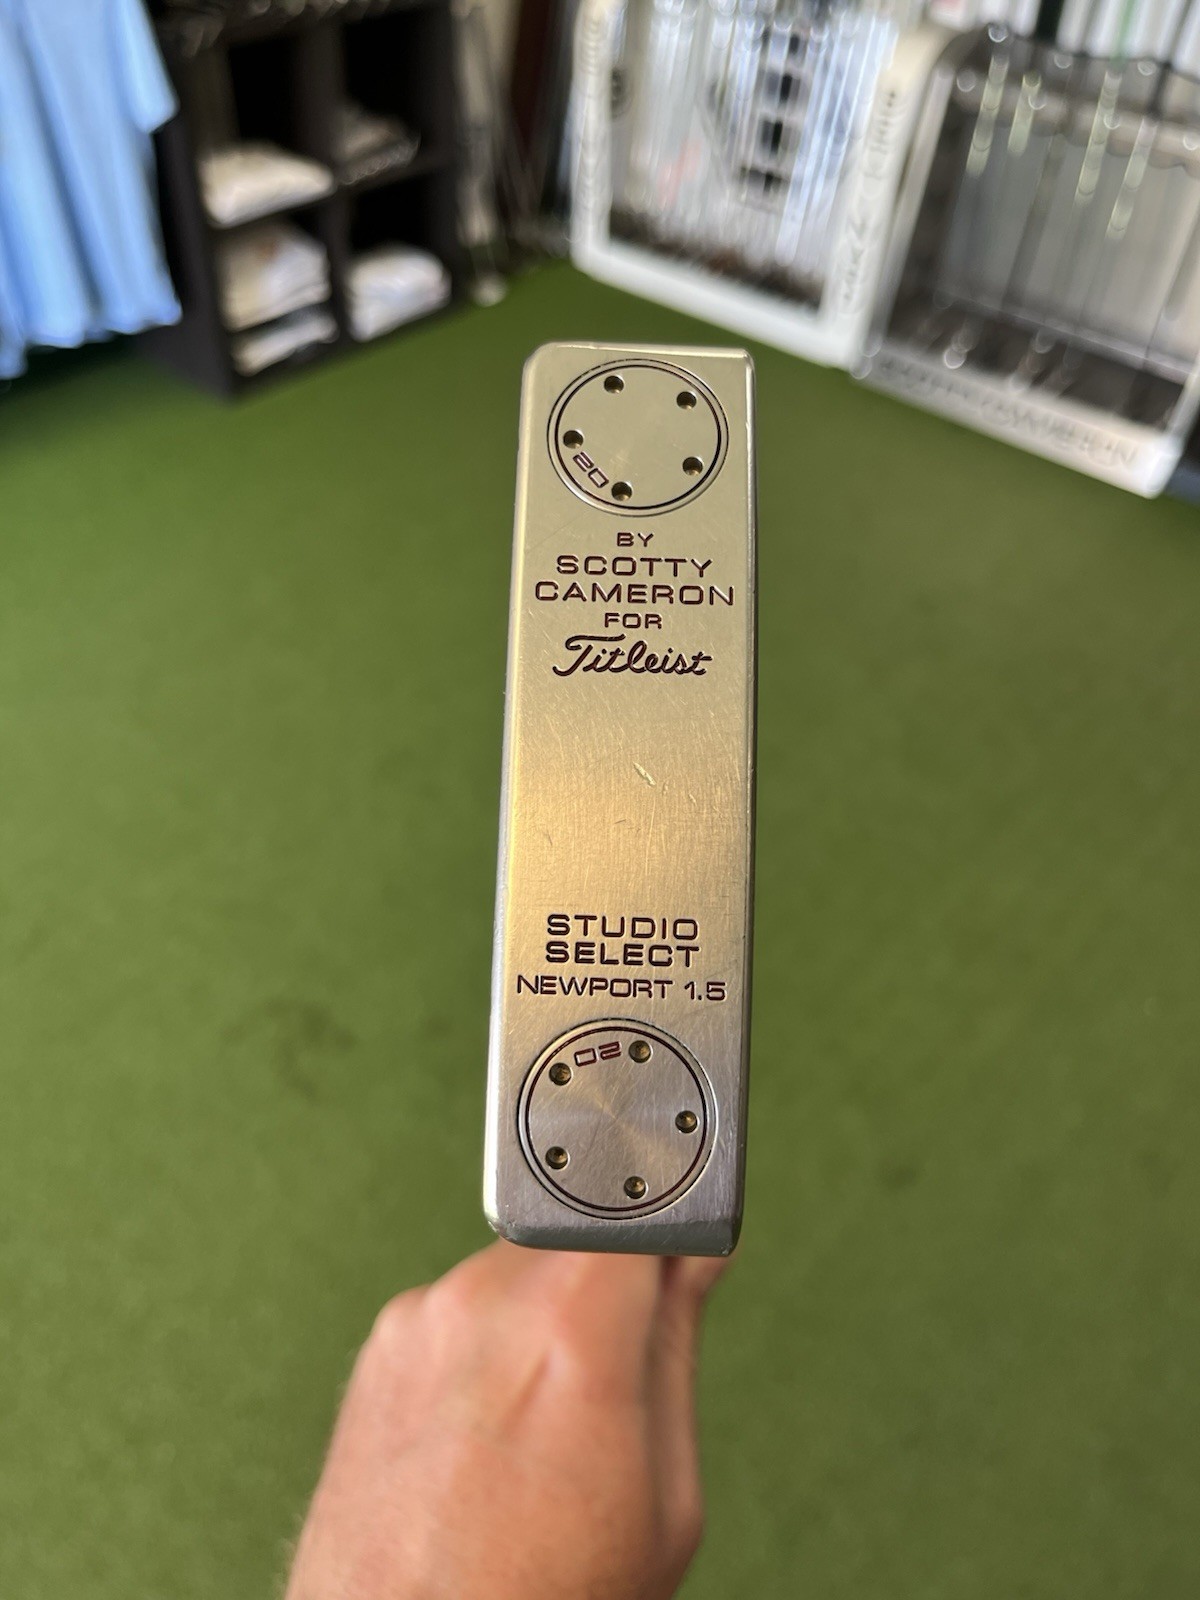 20
BY
SCOTTY
CAMERON
FOR
Titleist
STUDIO
SELECT
NEWPORT 1.5
20